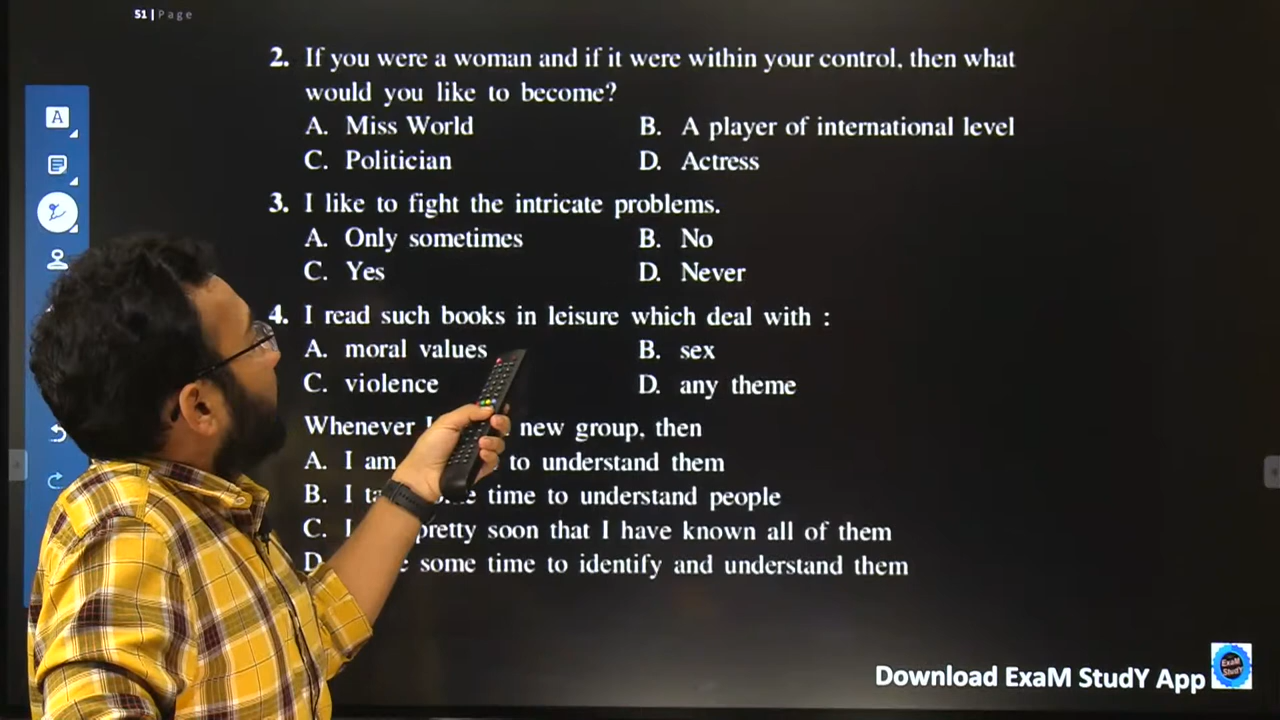 51 | Page
2. If you were a woman and if it were within your control, then what
would you like to become?
A. Miss World B. A player of international level
C. Politician D. Actress
3. I like to fight the intricate problems.
A. Only sometimes B. No
C. Yes D. Never
4. I read such books in leisure which deal with :
A. moral values B. sex
C. violence D. any theme
Whenever I new group, then
A. I am to understand them
B. I time to understand people
C. I pretty soon that I have known all of them
D. some time to identify and understand them
A
Download ExaM StudY App
ExaM
StudY